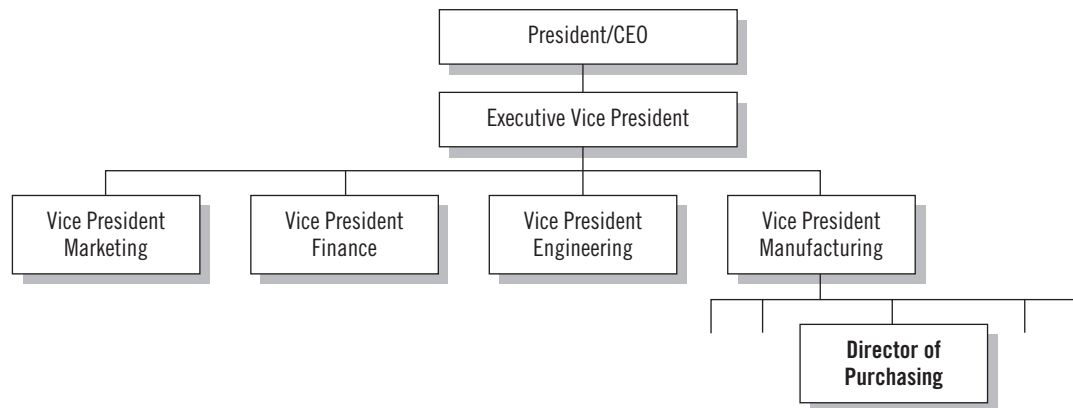 President/CEO
Executive Vice President
Vice President
Marketing
Vice President
Finance
Vice President
Engineering
Vice President
Manufacturing
Director of
Purchasing